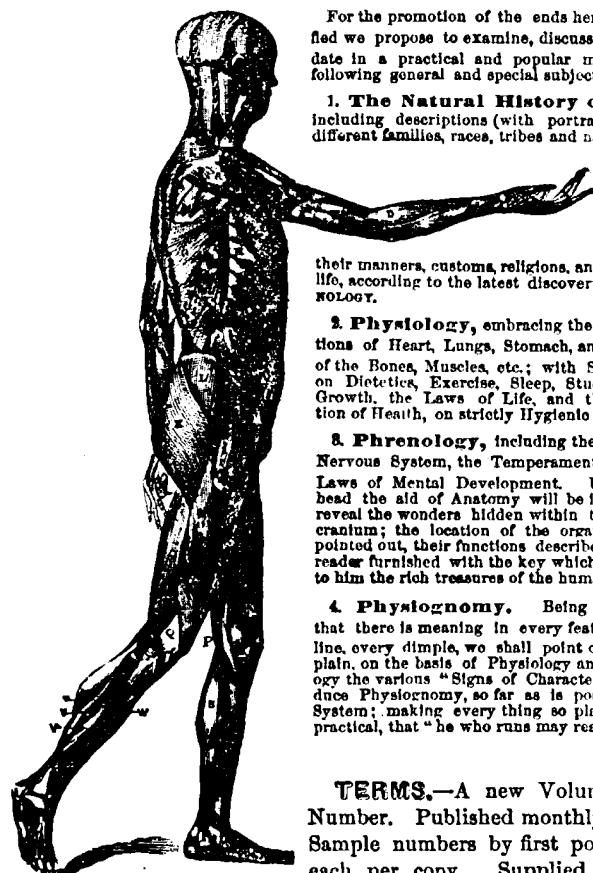 For the promotion of the ends her
fied we propose to examine, discuss
date in a practical and popular m
following general and special subjec
1. The Natural History o
including descriptions (with portra
different families, races, tribes and n
their manners, customs, religions, an
life, according to the latest discover
NOLOGY.
2. Physiology, embracing the
tions of Heart, Lungs, Stomach, an
of the Bones, Muscles, etc.; with S
on Dietetics, Exercise, Sleep, Stu
Growth, the Laws of Life, and t
tion of Health, on strictly Hygienic
3. Phrenology, including the
Nervous System, the Temperament
Laws of Mental Development. U
head the aid of Anatomy will be i
reveal the wonders hidden within t
cranium; the location of the orga
pointed out, their functions describe
reader furnished with the key which
to him the rich treasures of the hum
4. Physiognomy. Being
that there is meaning in every feat
line, every dimple, we shall point o
plain, on the basis of Physiology an
ogy the various "Signs of Characte
duce Physiognomy, so far as is po
System; making every thing so pla
practical, that "he who runs may rea
TERMS.—A new Volum
Number. Published monthly
Sample numbers by first po
each per copy. Supplied